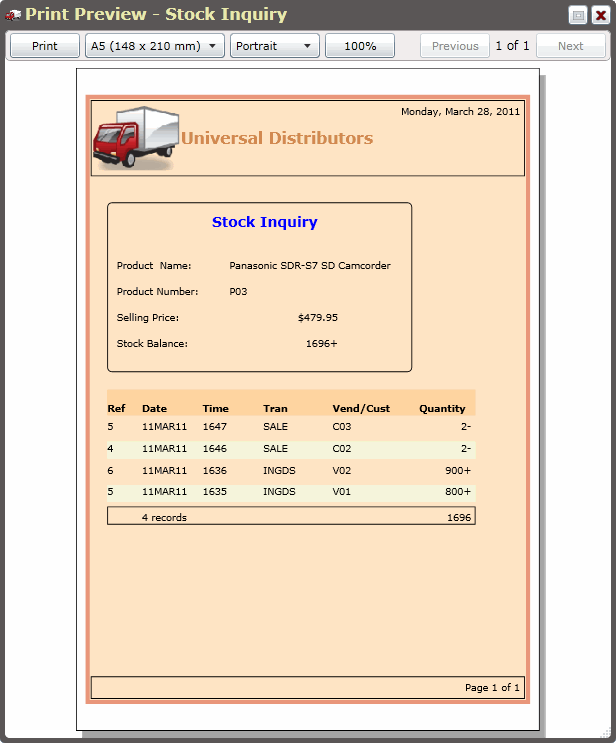 Print Preview - Stock Inquiry
Print A5 (148 x 210 mm) Portrait 100% Previous 1 of 1 Next
Monday, March 28, 2011
Universal Distributors
Stock Inquiry
Product  Name: Panasonic SDR-S7 SD Camcorder
Product Number: P03
Selling Price: $479.95
Stock Balance: 1696+
Ref Date Time Tran Vend/Cust Quantity
5 11MAR11 1647 SALE C03 2-
4 11MAR11 1646 SALE C02 2-
6 11MAR11 1636 INGDS V02 900+
5 11MAR11 1635 INGDS V01 800+
4 records 1696
Page 1 of 1